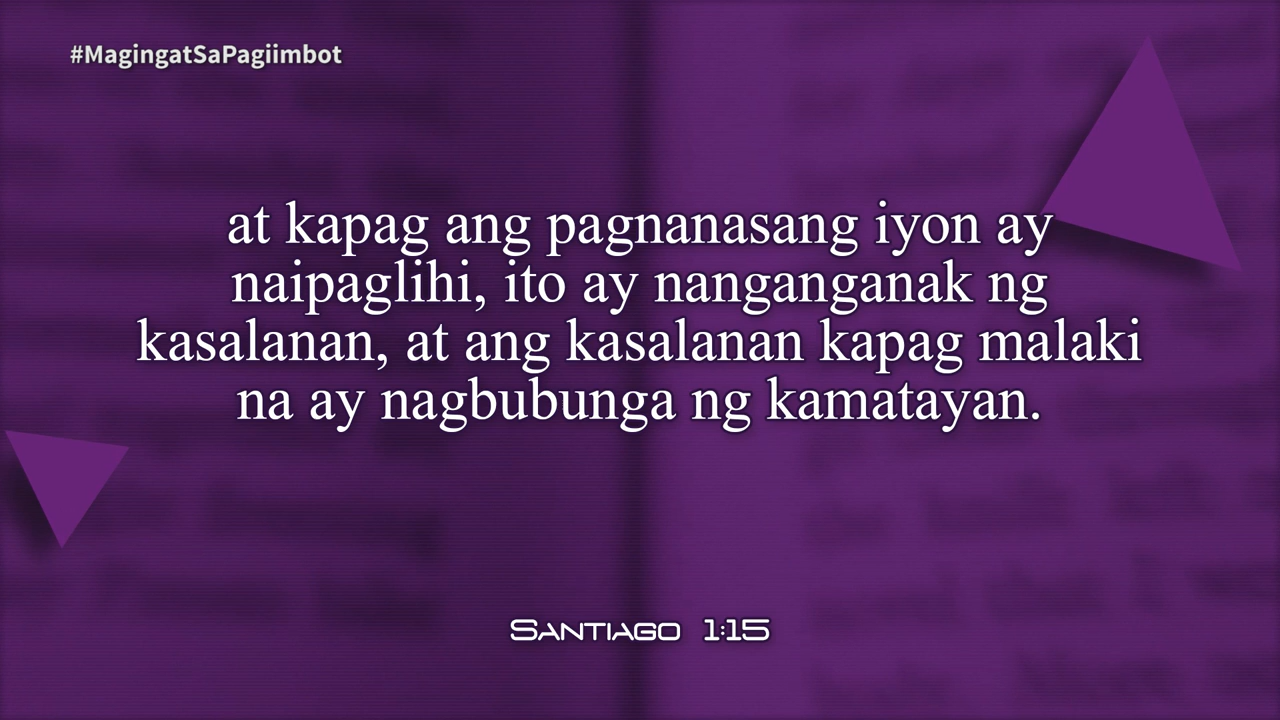 #MagingatSaPagiimbot
at kapag ang pagnanasang iyon ay
naipaglihi, ito ay nanganganak ng
kasalanan, at ang kasalanan kapag malaki
na ay nagbubunga ng kamatayan.
Santiago 1:15